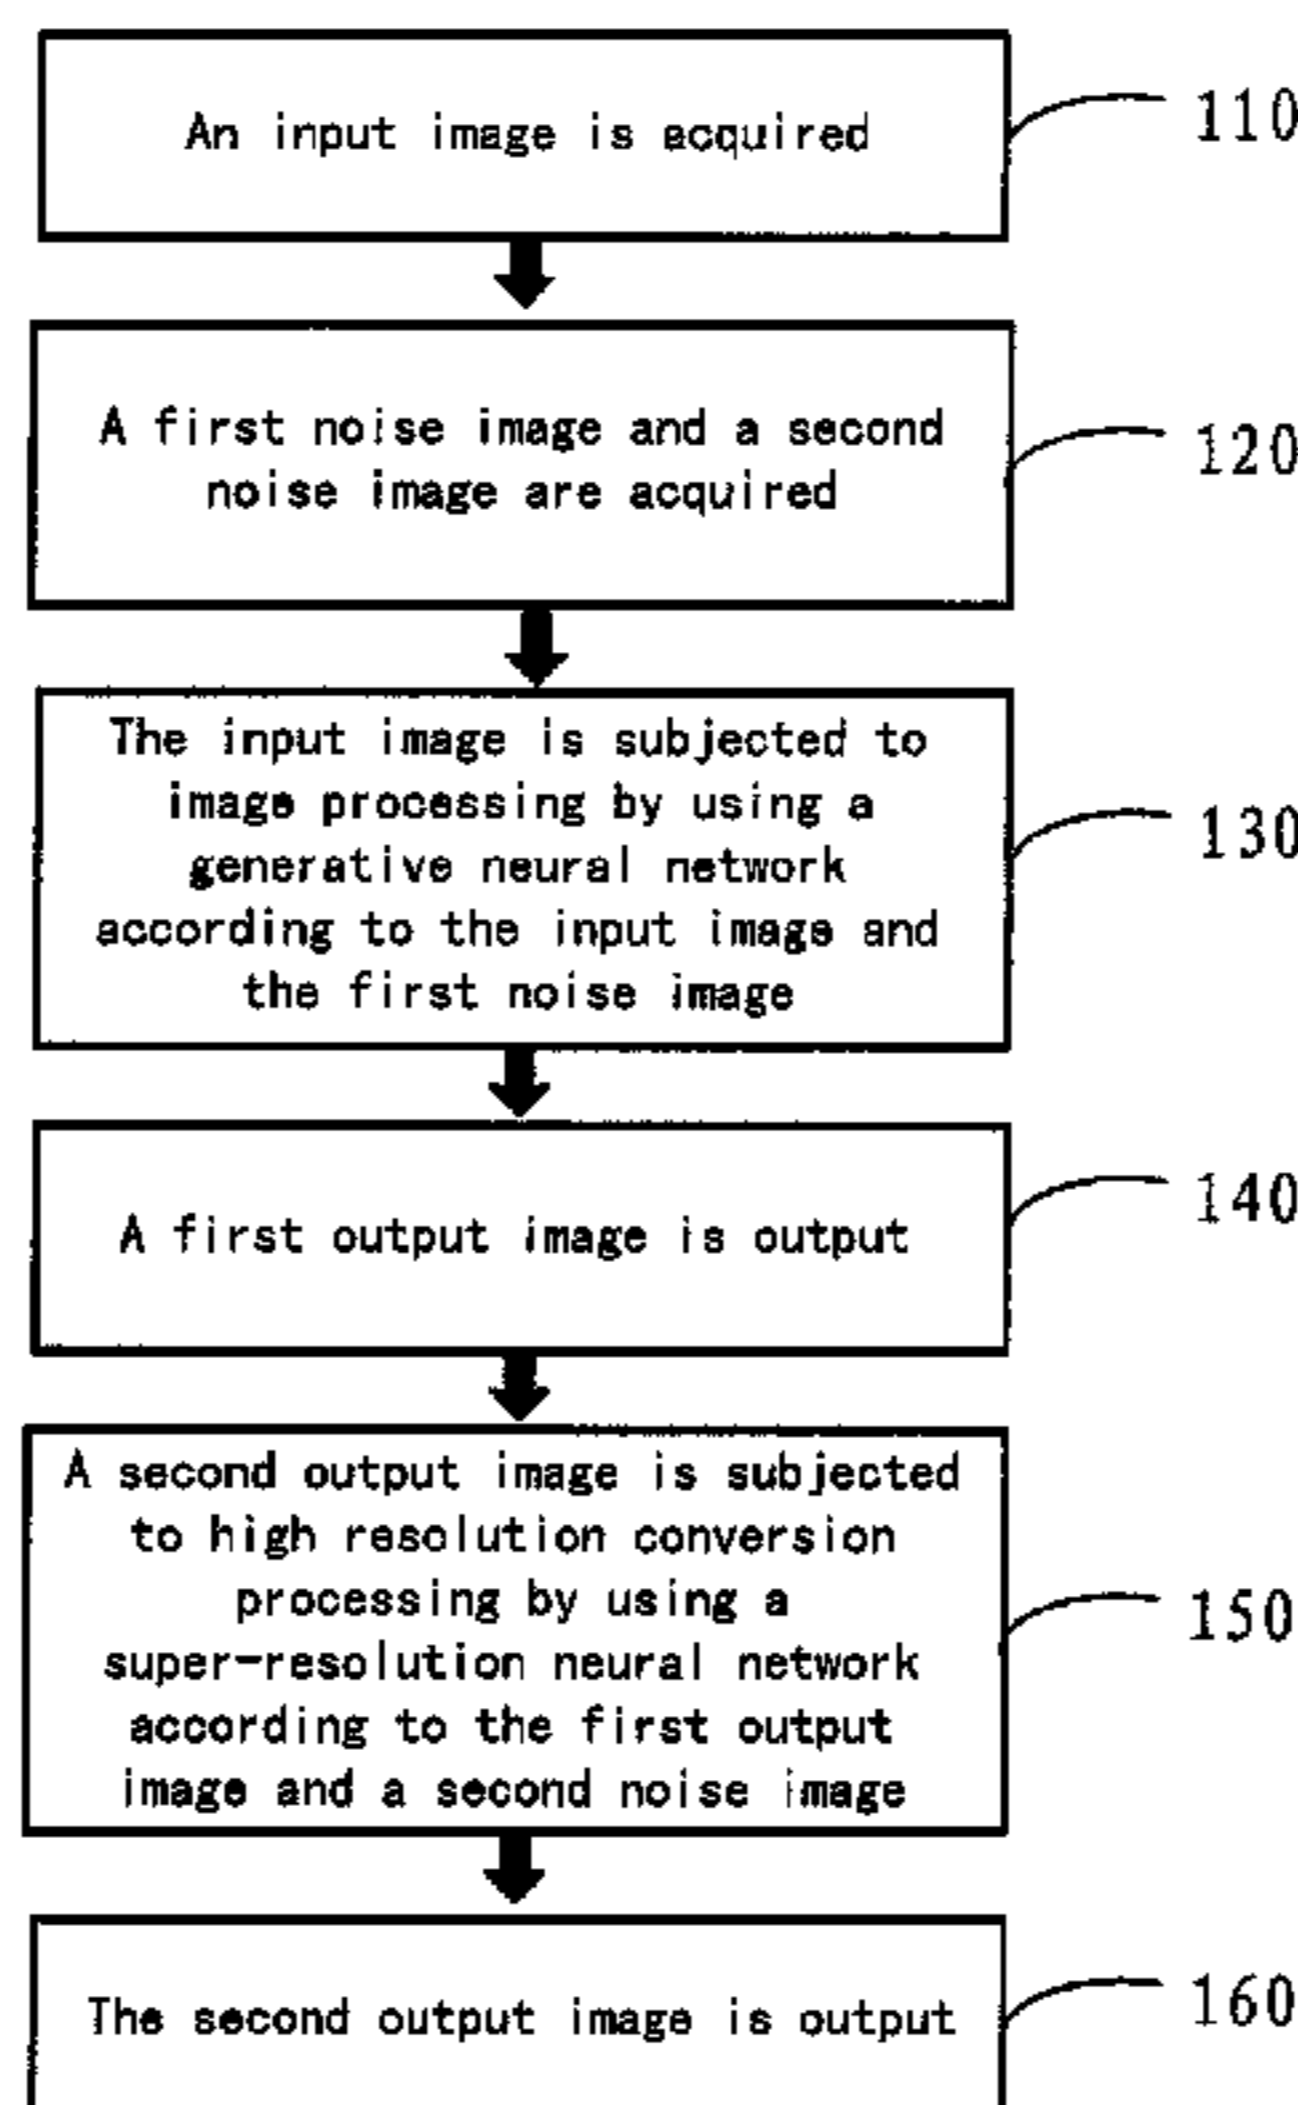 An input image is acquired
110
A first noise image and a second
noise image are acquired
120
The input image is subjected to
image processing by using a
generative neural network
according to the input image and
the first noise image
130
A first output image is output
140
A second output image is subjected
to high resolution conversion
processing by using a
super-resolution neural network
according to the first output
image and a second noise image
150
The second output image is output
160